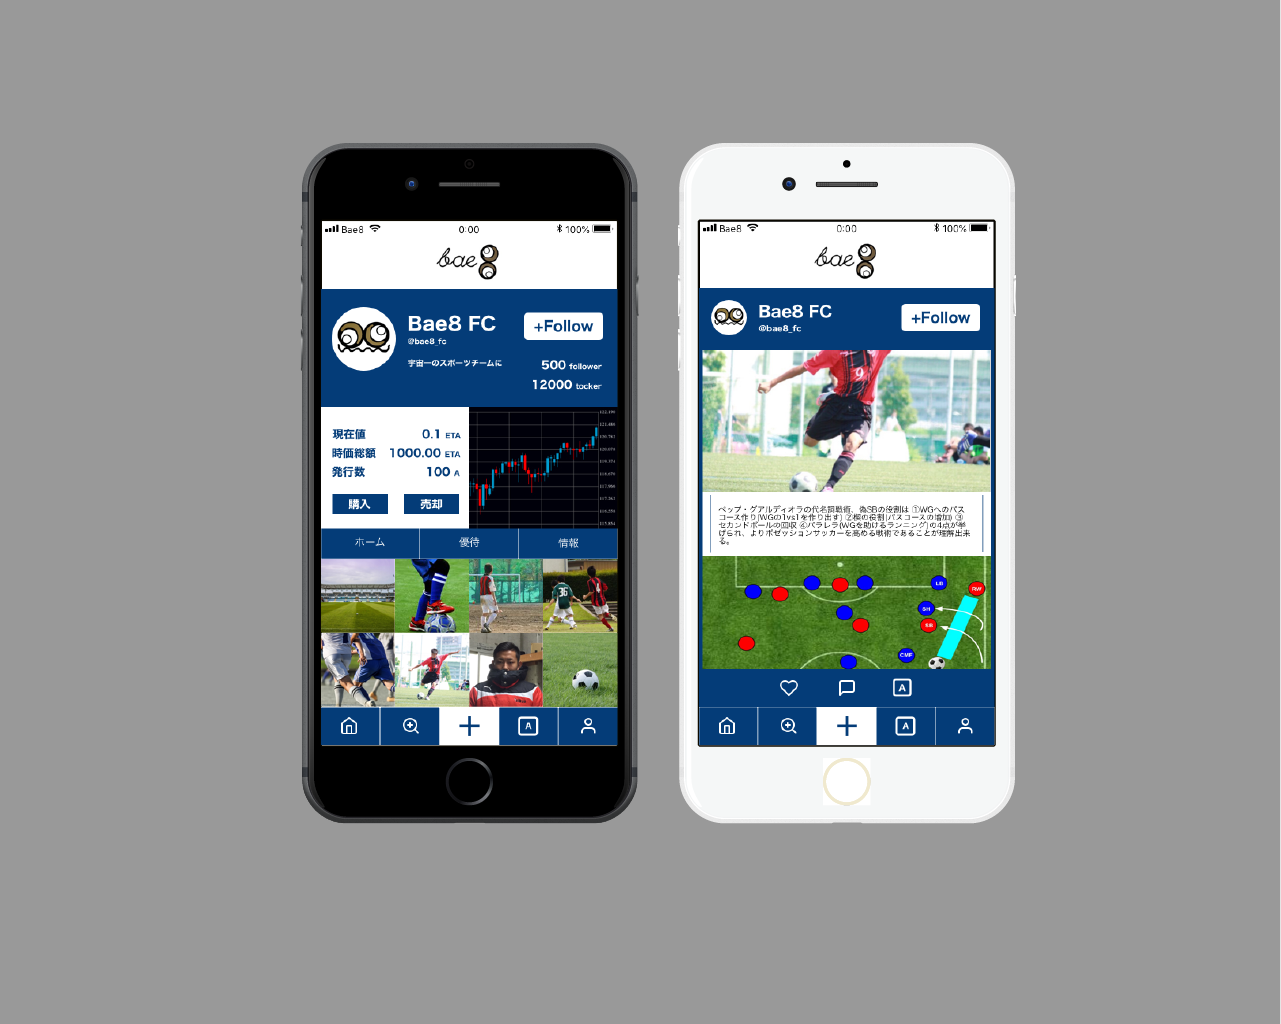 Bae8
0:00
100%
bae8
Bae8 FC
@bae8_fc
宇宙一のスポーツチームに
+Follow
500 follower
12000 tocker
現在値 0.1 ETA
時価総額 1000.00 ETA
発行数 100 A
購入 売却
ホーム 優待 情報
36
A
Bae8
0:00
100%
bae8
Bae8 FC
@bae8_fc
+Follow
9
ペップ・グアルディオラの代名詞戦術、偽SBの役割は ①WGへのパス
コース作り(WGの1vs1を作り出す) ②横の役割(パスコースの増加) ③
セカンドボールの回収 ④パラレラ(WGを助けるランニング)の4点が挙
げられ、よりポゼッションサッカーを高める戦術であることが理解出来
る。
LB
RW
SH
SB
CMF
A
A